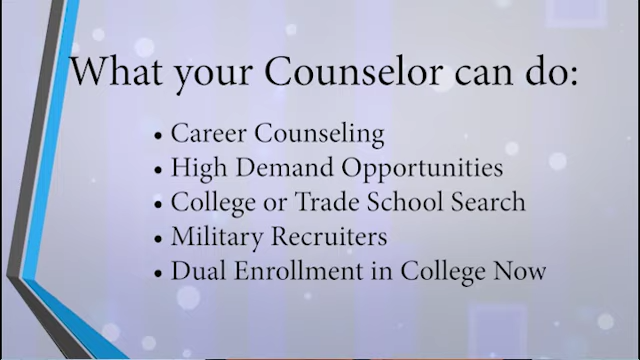 What your Counselor can do:
• Career Counseling
• High Demand Opportunities
• College or Trade School Search
• Military Recruiters
• Dual Enrollment in College Now